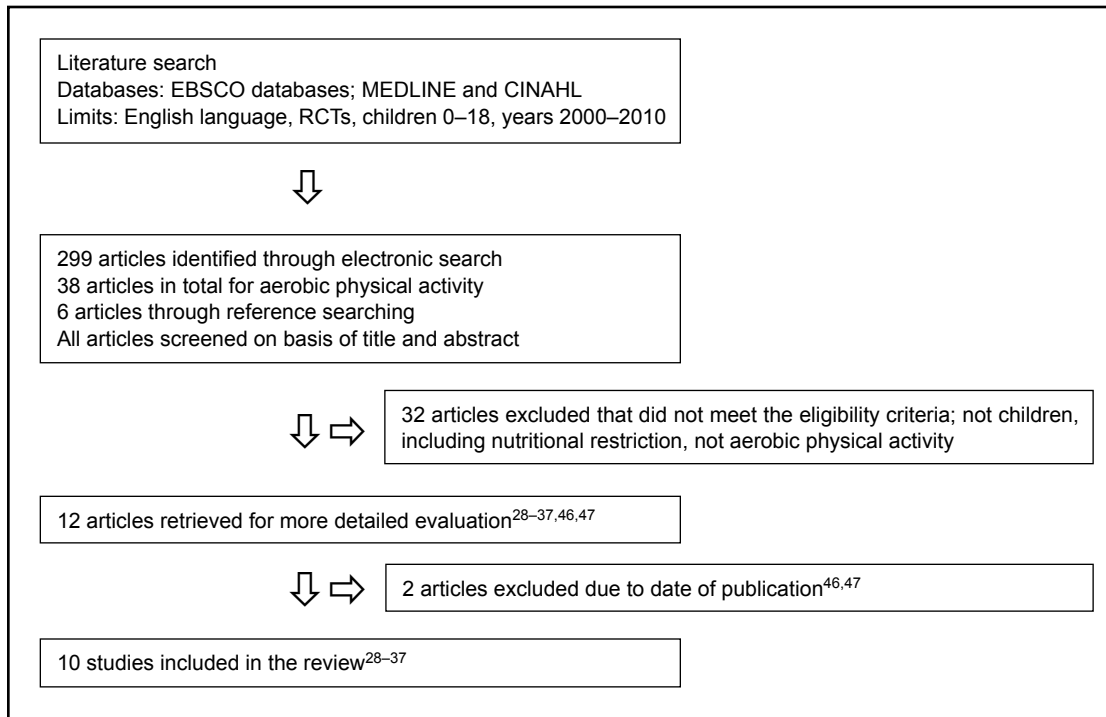 Literature search
Databases: EBSCO databases; MEDLINE and CINAHL
Limits: English language, RCTs, children 0–18, years 2000–2010
299 articles identified through electronic search
38 articles in total for aerobic physical activity
6 articles through reference searching
All articles screened on basis of title and abstract
32 articles excluded that did not meet the eligibility criteria; not children,
including nutritional restriction, not aerobic physical activity
12 articles retrieved for more detailed evaluation28–37,46,47
2 articles excluded due to date of publication46,47
10 studies included in the review28–37